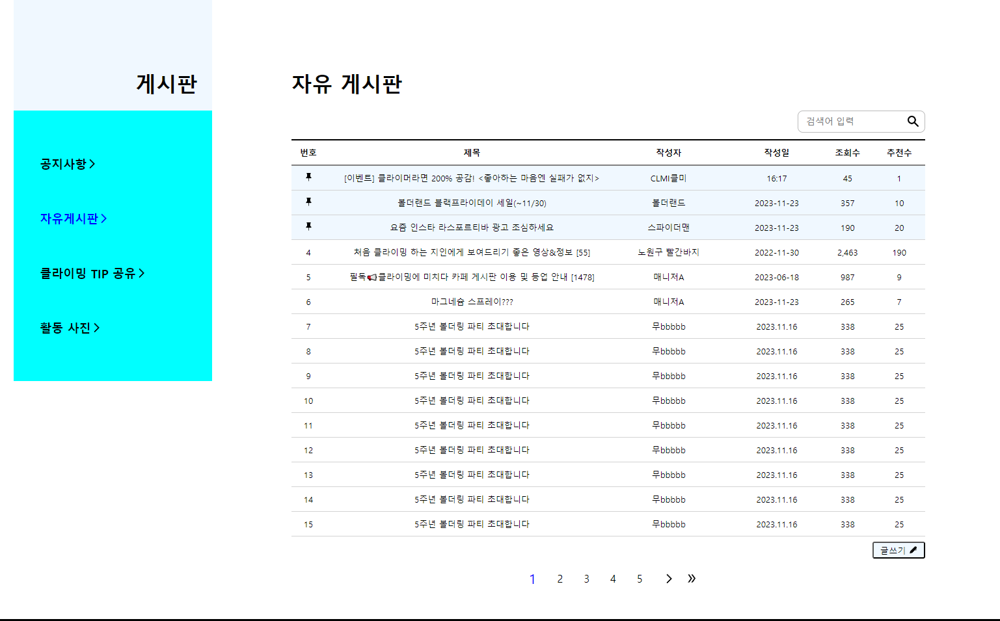 게시판
공지사항
자유게시판
클라이밍 TIP 공유
활동 사진
자유 게시판
검색어 입력
번호 제목 작성자 작성일 조회수 추천수
[이벤트] 클라이머라면 200% 공감! <좋아하는 마음엔 실패가 없지> CLMI클미 16:17 45 1
볼더랜드 블랙프라이데이 세일(~11/30) 볼더랜드 2023-11-23 357 10
요즘 인스타 라스포르티바 광고 조심하세요 스파이더맨 2023-11-23 190 20
4 처음 클라이밍 하는 지인에게 보여드리기 좋은 영상&정보 [55] 노원구 빨간바지 2022-11-30 2,463 190
5 필독📢클라이밍에 미치다 카페 게시판 이용 및 등업 안내 [1478] 매니저A 2023-06-18 987 9
6 마그네슘 스프레이??? 매니저A 2023-11-23 265 7
7 5주년 볼더링 파티 초대합니다 무bbbbb 2023.11.16 338 25
8 5주년 볼더링 파티 초대합니다 무bbbbb 2023.11.16 338 25
9 5주년 볼더링 파티 초대합니다 무bbbbb 2023.11.16 338 25
10 5주년 볼더링 파티 초대합니다 무bbbbb 2023.11.16 338 25
11 5주년 볼더링 파티 초대합니다 무bbbbb 2023.11.16 338 25
12 5주년 볼더링 파티 초대합니다 무bbbbb 2023.11.16 338 25
13 5주년 볼더링 파티 초대합니다 무bbbbb 2023.11.16 338 25
14 5주년 볼더링 파티 초대합니다 무bbbbb 2023.11.16 338 25
15 5주년 볼더링 파티 초대합니다 무bbbbb 2023.11.16 338 25
글쓰기
1 2 3 4 5